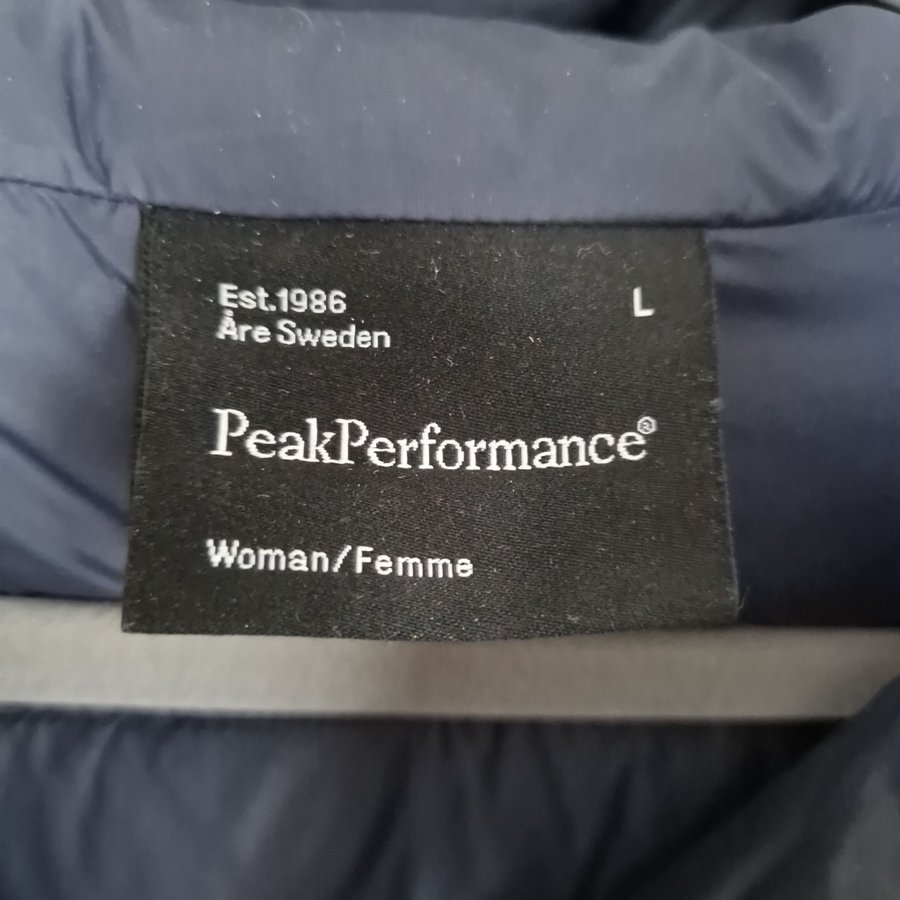 Est.1986
L
Åre Sweden
PeakPerformance®
Woman/Femme